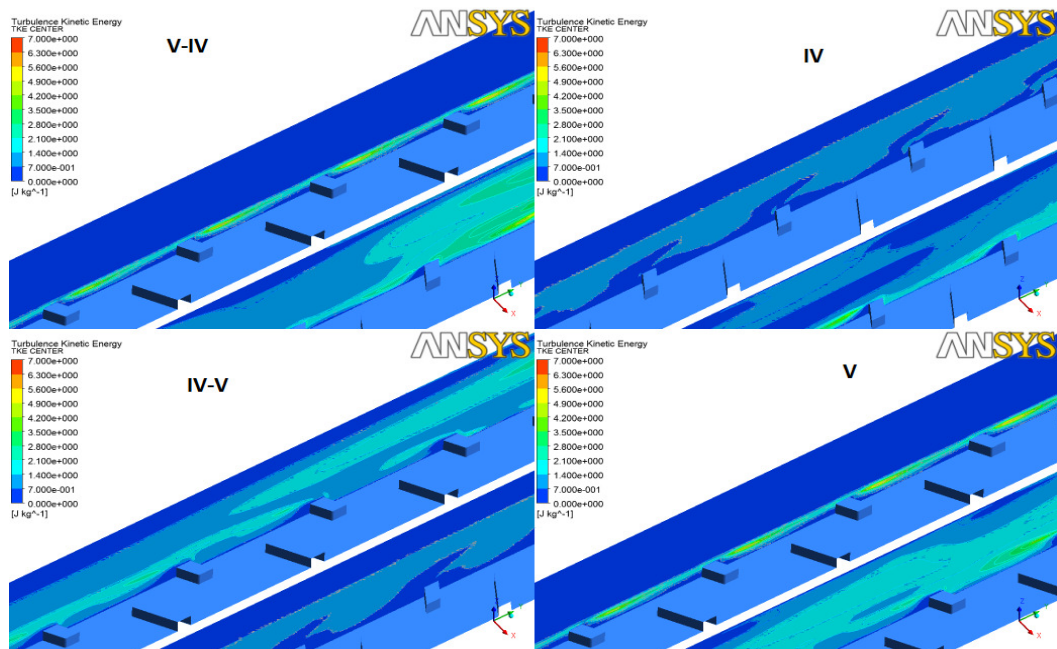 Turbulence Kinetic Energy
TKE CENTER
7.000e+000
6.300e+000
5.600e+000
4.900e+000
4.200e+000
3.500e+000
2.800e+000
2.100e+000
1.400e+000
7.000e-001
0.000e+000
[J kg^-1]
V-IV
ANSYS
Z
X
Turbulence Kinetic Energy
TKE CENTER
7.000e+000
6.300e+000
5.600e+000
4.900e+000
4.200e+000
3.500e+000
2.800e+000
2.100e+000
1.400e+000
7.000e-001
0.000e+000
[J kg^-1]
IV
ANSYS
Z
X
Turbulence Kinetic Energy
TKE CENTER
7.000e+000
6.300e+000
5.600e+000
4.900e+000
4.200e+000
3.500e+000
2.800e+000
2.100e+000
1.400e+000
7.000e-001
0.000e+000
[J kg^-1]
IV-V
ANSYS
Z
X
Turbulence Kinetic Energy
TKE CENTER
7.000e+000
6.300e+000
5.600e+000
4.900e+000
4.200e+000
3.500e+000
2.800e+000
2.100e+000
1.400e+000
7.000e-001
0.000e+000
[J kg^-1]
V
ANSYS
Z
X